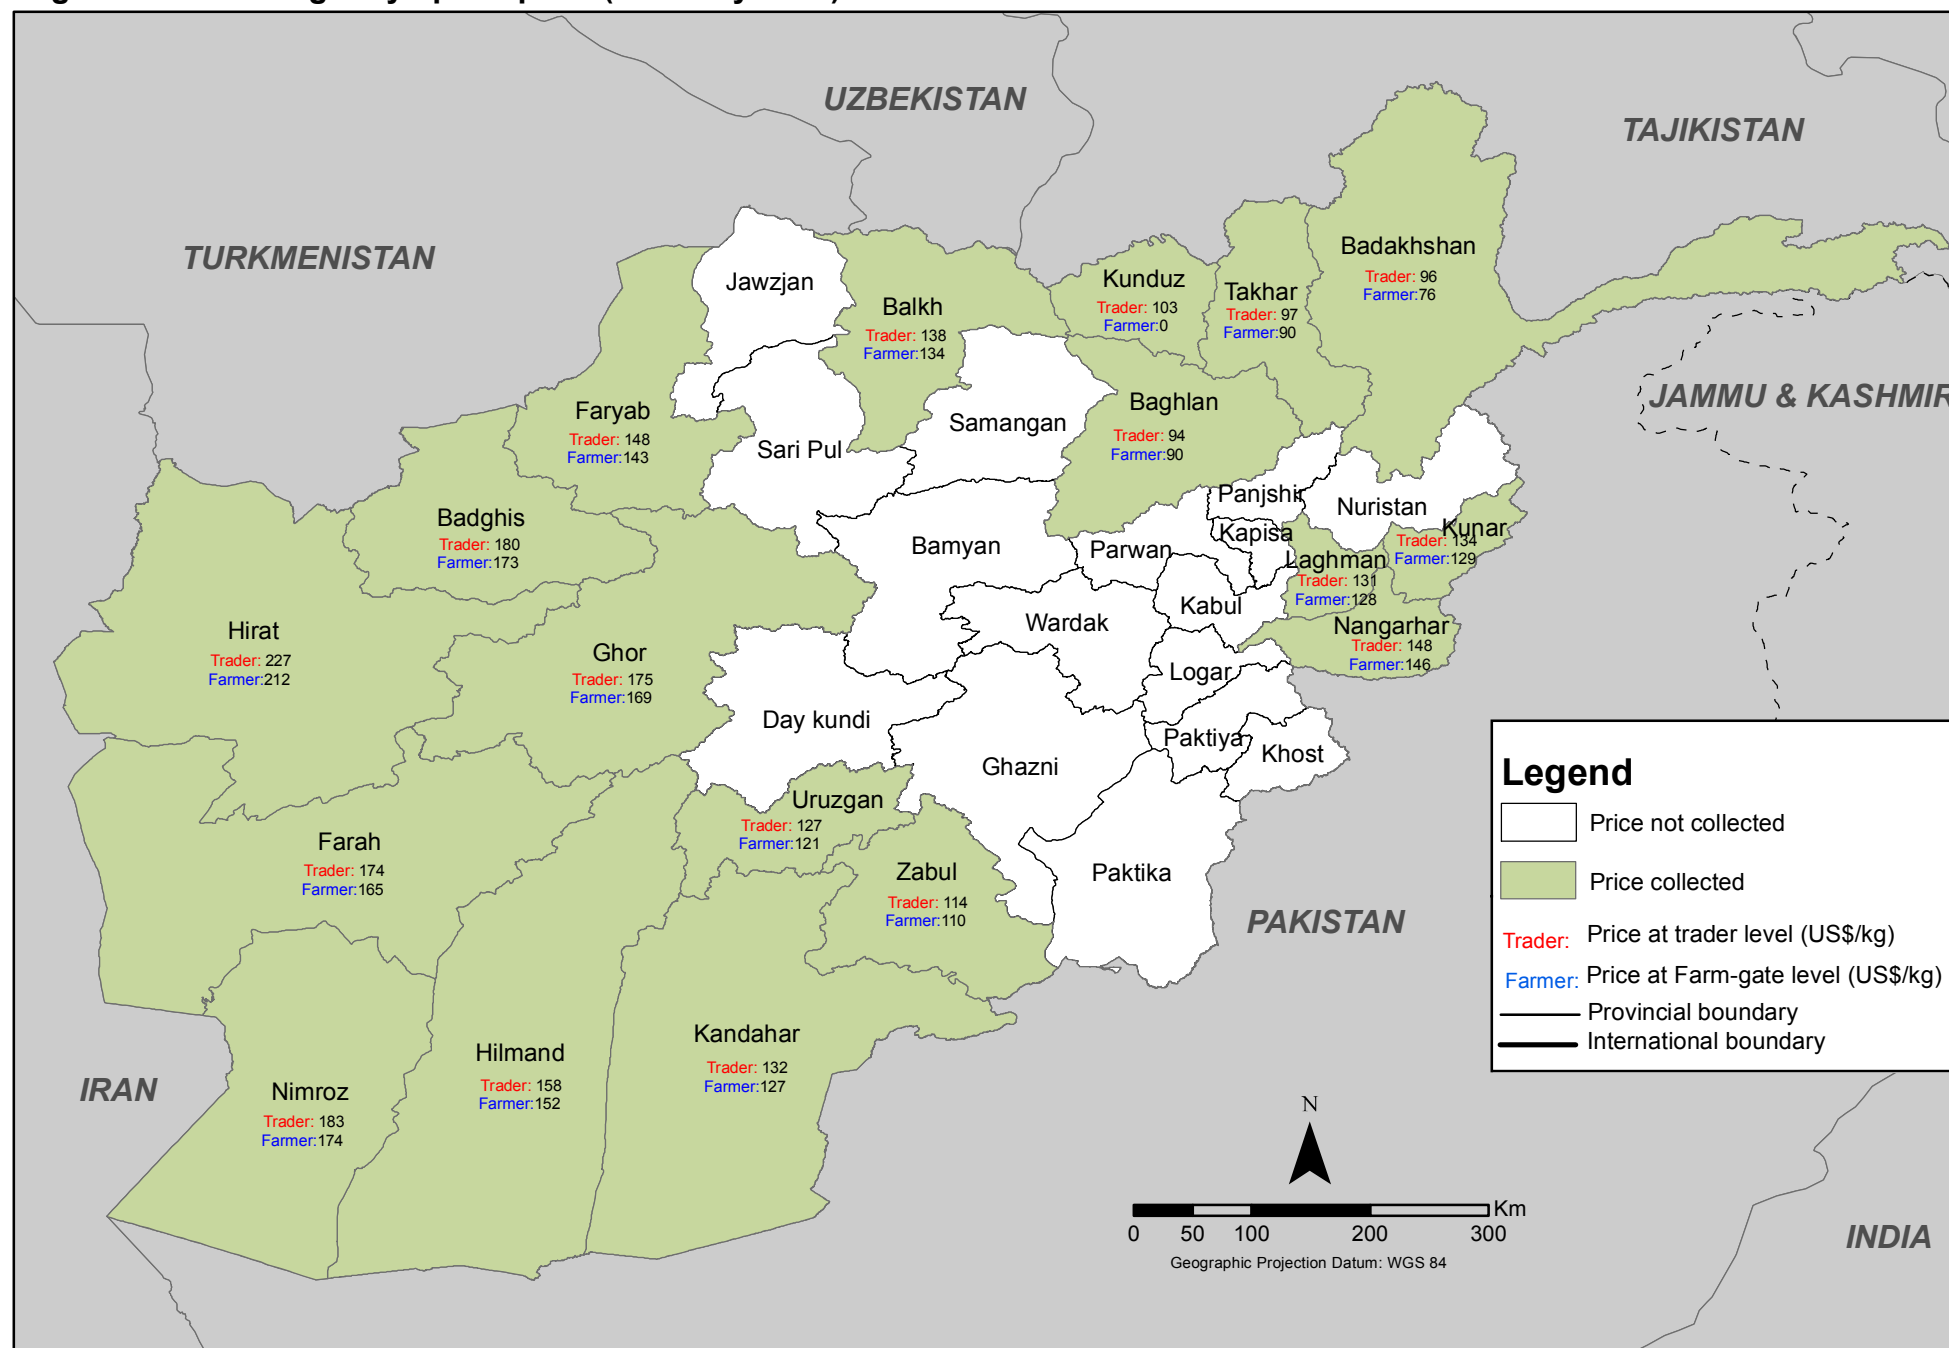 UZBEKISTAN
TAJIKISTAN
TURKMENISTAN
JAMMU & KASHMIR
PAKISTAN
IRAN
INDIA
Jawzjan
Balkh
Trader: 138
Farmer:134
Kunduz
Trader: 103
Farmer:0
Takhar
Trader: 97
Farmer:90
Badakhshan
Trader: 96
Farmer:76
Faryab
Trader: 148
Farmer:143
Sari Pul
Samangan
Baghlan
Trader: 94
Farmer:90
Badghis
Trader: 180
Farmer:173
Bamyan
Panjshir
Nuristan
Kapisa
Parwan
Kunar
Trader: 134
Farmer:129
Laghman
Trader: 131
Farmer:128
Hirat
Trader: 227
Farmer:212
Ghor
Trader: 175
Farmer:169
Wardak
Kabul
Nangarhar
Trader: 148
Farmer:146
Logar
Day kundi
Paktiya
Khost
Ghazni
Uruzgan
Trader: 127
Farmer:121
Farah
Trader: 174
Farmer:165
Zabul
Trader: 114
Farmer:110
Paktika
Kandahar
Trader: 132
Farmer:127
Hilmand
Trader: 158
Farmer:152
Nimroz
Trader: 183
Farmer:174
Legend
Price not collected
Price collected
Trader: Price at trader level (US$/kg)
Farmer: Price at Farm-gate level (US$/kg)
Provincial boundary
International boundary
N
Km
0 50 100 200 300
Geographic Projection Datum: WGS 84